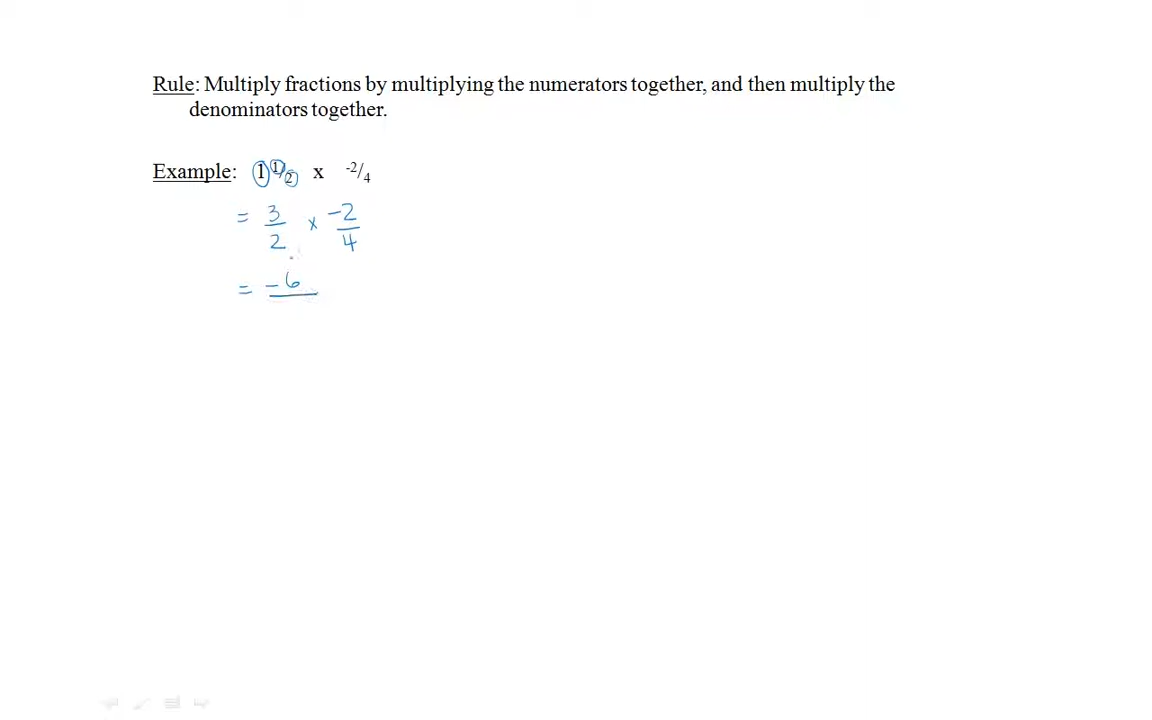 Rule: Multiply fractions by multiplying the numerators together, and then multiply the
denominators together.
Example: 1 1/2 x -2/4
= 3/2 x -2/4
= -6